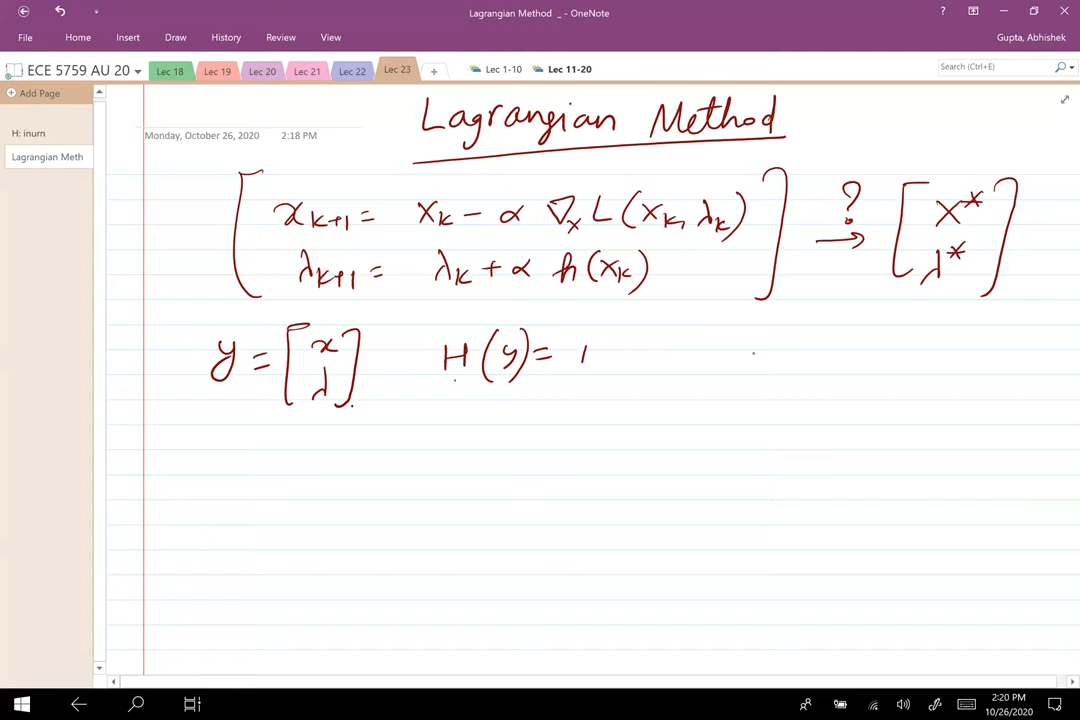 Lagrangian Method _ - OneNote
? 
Gupta, Abhishek
File Home Insert Draw History Review View
ECE 5759 AU 20 Lec 18 Lec 19 Lec 20 Lec 21 Lec 22 Lec 23 + Lec 1-10 Lec 11-20 Search (Ctrl+E)
Add Page
H: inurn
Lagrangian Meth
Lagrangian Method
Monday, October 26, 2020 2:18 PM
x_{k+1} = x_k - α ∇_x L(x_k, λ_k)
λ_{k+1} = λ_k + α h(x_k)
? → [x* λ*]
y = [x λ] H(y) = 
2:20 PM
10/26/2020